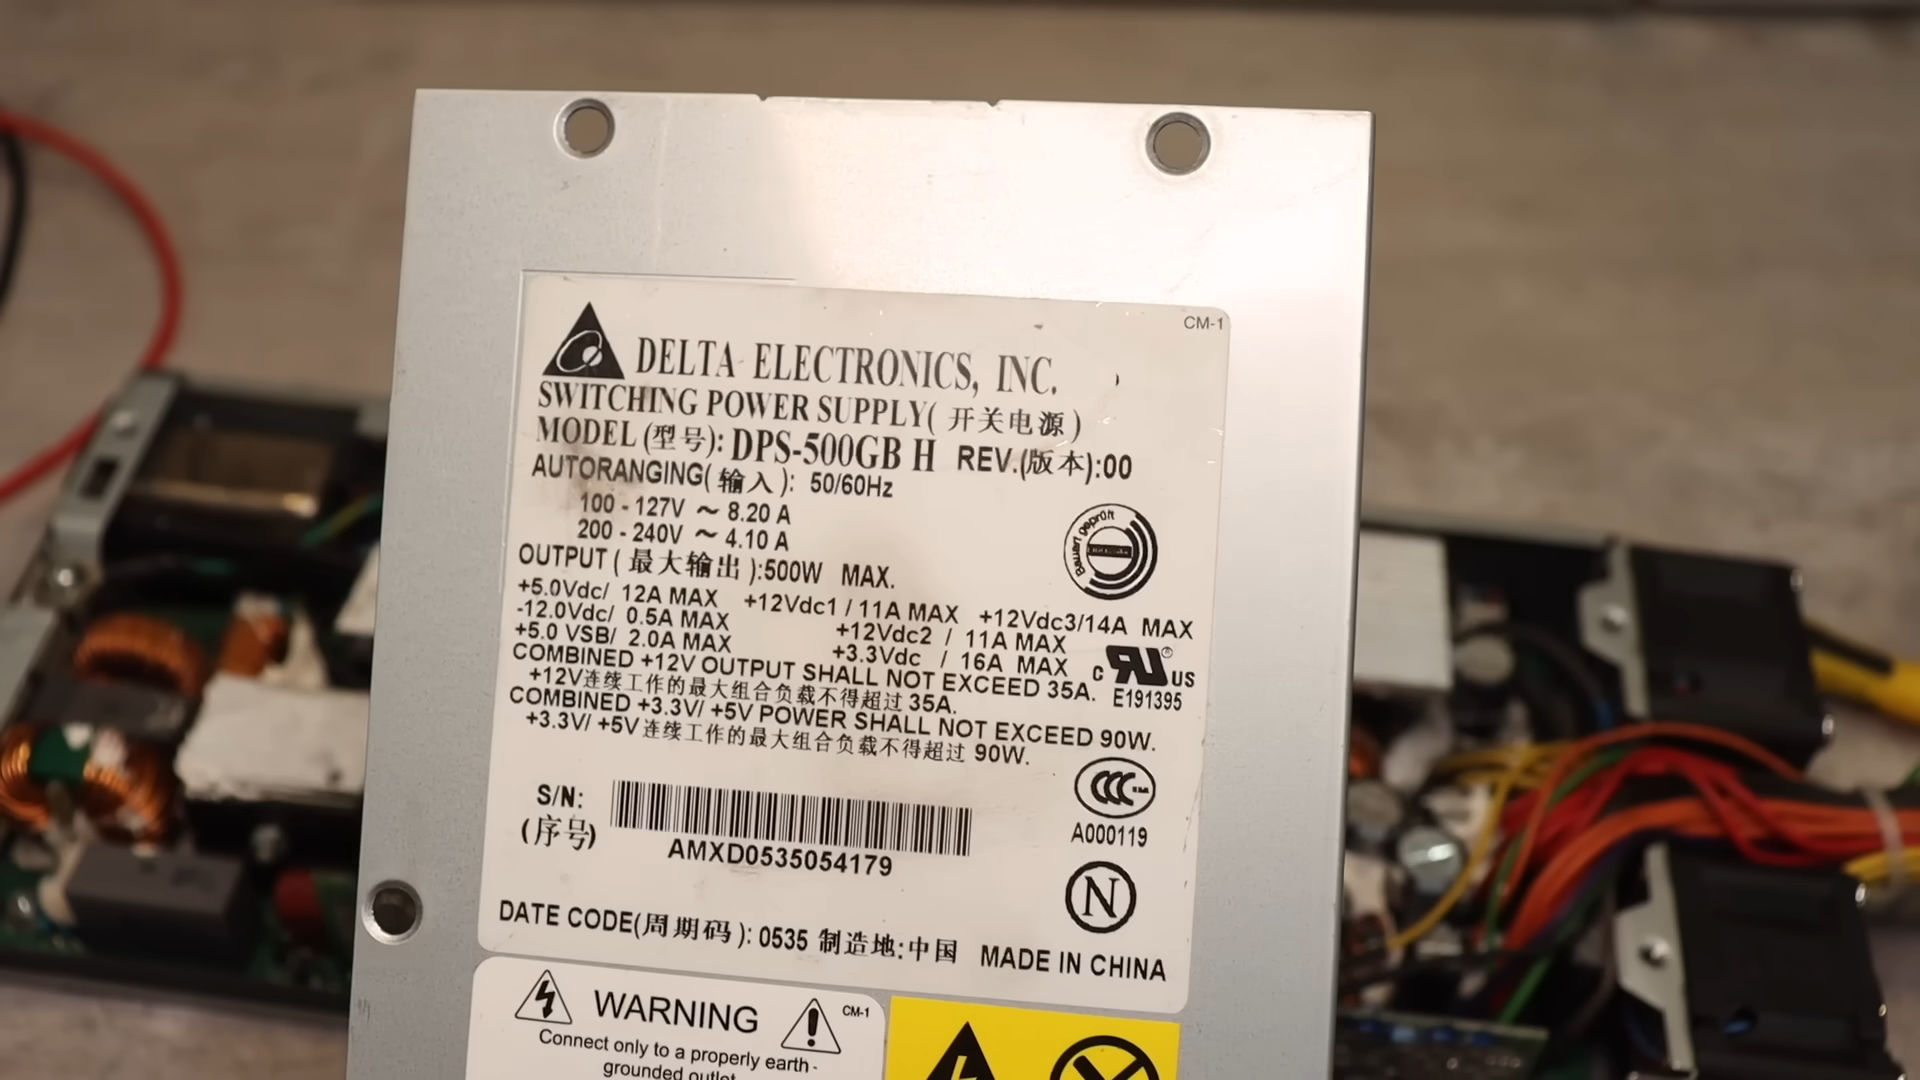 CM-1
DELTA ELECTRONICS, INC.
SWITCHING POWER SUPPLY( 开关电源 )
MODEL (型号): DPS-500GB H REV.(版本):00
AUTORANGING( 输入 ): 50/60Hz
100 - 127V ~ 8.20 A
200 - 240V ~ 4.10 A
OUTPUT ( 最大输出 ):500W MAX.
+5.0Vdc/ 12A MAX +12Vdc1 / 11A MAX +12Vdc3/14A MAX
-12.0Vdc/ 0.5A MAX +12Vdc2 / 11A MAX
+5.0 VSB/ 2.0A MAX +3.3Vdc / 16A MAX
COMBINED +12V OUTPUT SHALL NOT EXCEED 35A.
+12V连续工作的最大组合负载不得超过 35A.
COMBINED +3.3V/ +5V POWER SHALL NOT EXCEED 90W.
+3.3V/ +5V连续工作的最大组合负载不得超过 90W.
Bauart geprüft
C RU ® US
E191395
S/N:
(序号)
AMXD0535054179
CCC
A000119
N
DATE CODE(周期码): 0535 制造地:中国 MADE IN CHINA
WARNING
CM-1
Connect only to a properly earth-
grounded outlet